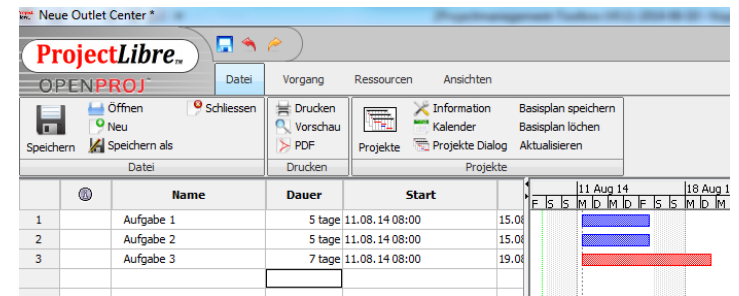 Neue Outlet Center *
ProjectLibre™
OPENPROJ
Datei Vorgang Ressourcen Ansichten
Öffnen Schliessen Drucken Information Basisplan speichern
Neu Vorschau Kalender Basisplan löchen
Speichern Speichern als PDF Projekte Projekte Dialog Aktualisieren
Datei Drucken Projekte
Name Dauer Start 11 Aug 14 18 Aug 1
F S S M D M D F S S M D M
1 Aufgabe 1 5 tage 11.08.14 08:00 15.08
2 Aufgabe 2 5 tage 11.08.14 08:00 15.08
3 Aufgabe 3 7 tage 11.08.14 08:00 19.08